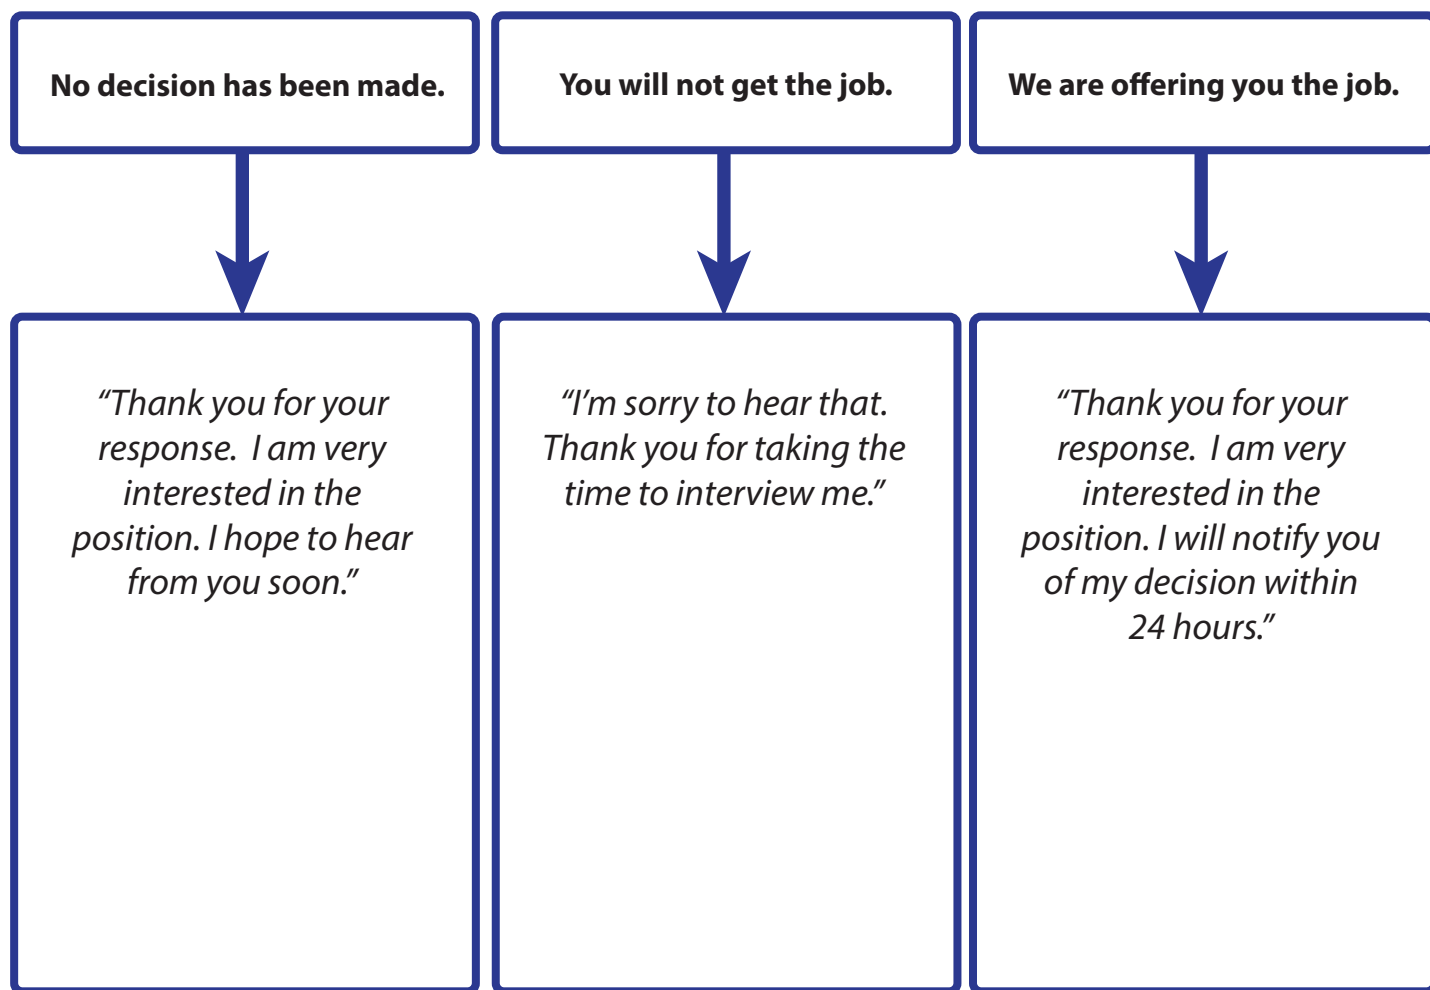 No decision has been made.
You will not get the job.
We are offering you the job.
“Thank you for your
response.  I am very
interested in the
position. I hope to hear
from you soon.”
“I’m sorry to hear that.
Thank you for taking the
time to interview me.”
“Thank you for your
response.  I am very
interested in the
position. I will notify you
of my decision within
24 hours.”